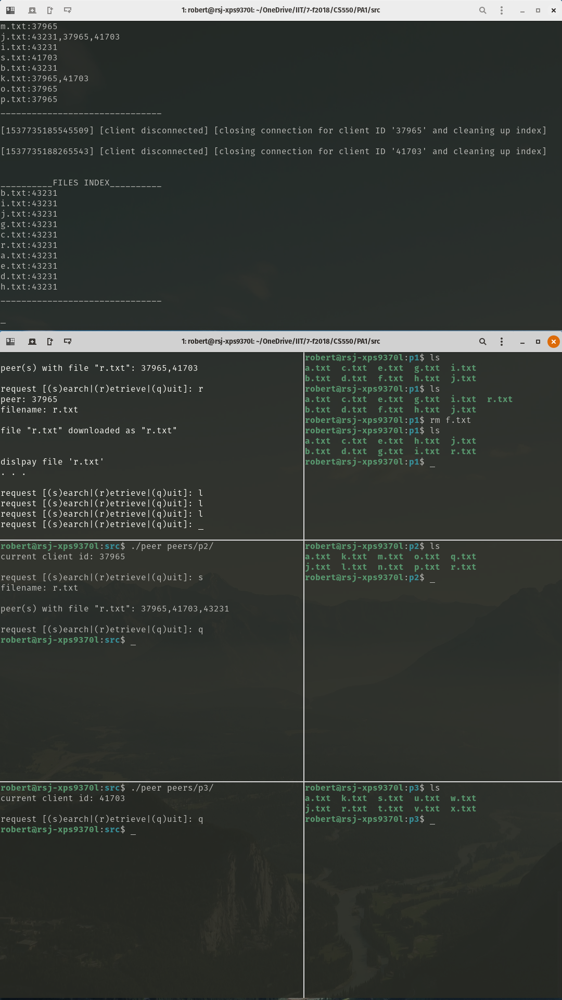 1: robert@rsj-xps9370l: ~/OneDrive/IIT/7-f2018/CS550/PA1/src
m.txt:37965
j.txt:43231,37965,41703
i.txt:43231
s.txt:41703
b.txt:43231
k.txt:37965,41703
o.txt:37965
p.txt:37965
_______________________________
[1537735185545509] [client disconnected] [closing connection for client ID '37965' and cleaning up index]
[1537735188265543] [client disconnected] [closing connection for client ID '41703' and cleaning up index]
__________FILES INDEX__________
b.txt:43231
i.txt:43231
j.txt:43231
g.txt:43231
c.txt:43231
r.txt:43231
a.txt:43231
e.txt:43231
d.txt:43231
h.txt:43231
_______________________________
_
1: robert@rsj-xps9370l: ~/OneDrive/IIT/7-f2018/CS550/PA1/src
peer(s) with file "r.txt": 37965,41703
request [(s)earch|(r)etrieve|(q)uit]: r
peer: 37965
filename: r.txt
file "r.txt" downloaded as "r.txt"
dislpay file 'r.txt'
. . .
request [(s)earch|(r)etrieve|(q)uit]: l
request [(s)earch|(r)etrieve|(q)uit]: l
request [(s)earch|(r)etrieve|(q)uit]: l
request [(s)earch|(r)etrieve|(q)uit]: _
robert@rsj-xps9370l:p1$ ls
a.txt c.txt e.txt g.txt i.txt
b.txt d.txt f.txt h.txt j.txt
robert@rsj-xps9370l:p1$ ls
a.txt c.txt e.txt g.txt i.txt r.txt
b.txt d.txt f.txt h.txt j.txt
robert@rsj-xps9370l:p1$ rm f.txt
robert@rsj-xps9370l:p1$ ls
a.txt c.txt e.txt h.txt j.txt
b.txt d.txt g.txt i.txt r.txt
robert@rsj-xps9370l:p1$ _
robert@rsj-xps9370l:src$ ./peer peers/p2/
current client id: 37965
request [(s)earch|(r)etrieve|(q)uit]: s
filename: r.txt
peer(s) with file "r.txt": 37965,41703,43231
request [(s)earch|(r)etrieve|(q)uit]: q
robert@rsj-xps9370l:src$ _
robert@rsj-xps9370l:p2$ ls
a.txt k.txt m.txt o.txt q.txt
j.txt l.txt n.txt p.txt r.txt
robert@rsj-xps9370l:p2$ _
robert@rsj-xps9370l:src$ ./peer peers/p3/
current client id: 41703
request [(s)earch|(r)etrieve|(q)uit]: q
robert@rsj-xps9370l:src$ _
robert@rsj-xps9370l:p3$ ls
a.txt k.txt s.txt u.txt w.txt
j.txt r.txt t.txt v.txt x.txt
robert@rsj-xps9370l:p3$ _